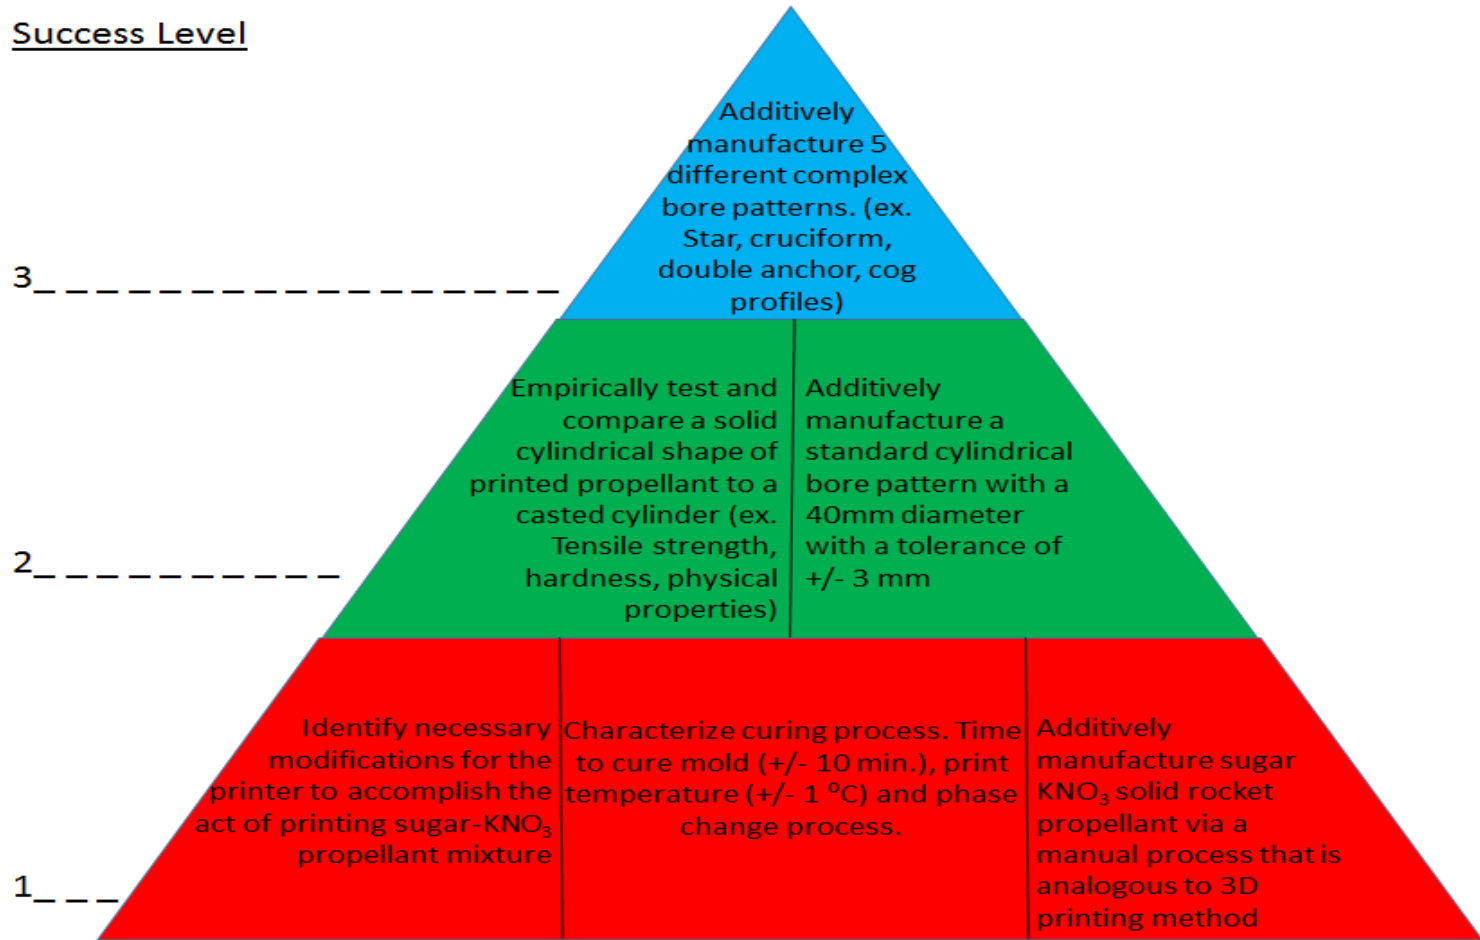 Success Level
Additively
manufacture 5
different complex
bore patterns. (ex.
Star, cruciform,
double anchor, cog
profiles)
3_ _ _ _ _ _ _ _ _ _ _ _ _ _ _ _ _
Empirically test and
compare a solid
cylindrical shape of
printed propellant to a
casted cylinder (ex.
Tensile strength,
hardness, physical
properties)
Additively
manufacture a
standard cylindrical
bore pattern with a
40mm diameter
with a tolerance of
+/- 3 mm
2_ _ _ _ _ _ _ _ _ _
Identify necessary
modifications for the
printer to accomplish the
act of printing sugar-KNO₃
propellant mixture
Characterize curing process. Time
to cure mold (+/- 10 min.), print
temperature (+/- 1 ⁰C) and phase
change process.
Additively
manufacture sugar
KNO₃ solid rocket
propellant via a
manual process that is
analogous to 3D
printing method
1_ _ _